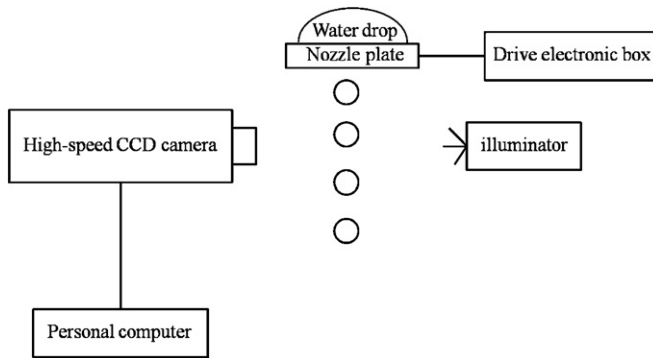 Water drop
Nozzle plate
Drive electronic box
High-speed CCD camera
illuminator
Personal computer